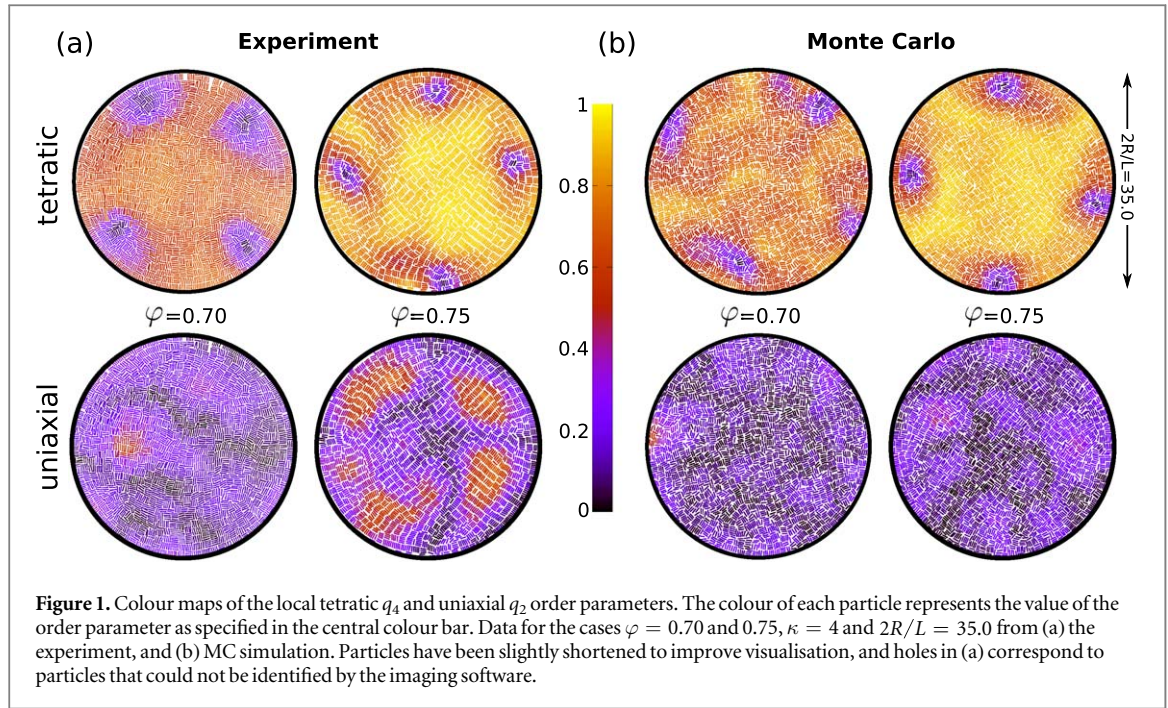 (a) Experiment
(b) Monte Carlo
tetratic
1
0.8
0.6
0.4
0.2
0
2R/L=35.0
φ=0.70
φ=0.75
φ=0.70
φ=0.75
uniaxial
Figure 1. Colour maps of the local tetratic q₄ and uniaxial q₂ order parameters. The colour of each particle represents the value of the
order parameter as specified in the central colour bar. Data for the cases φ = 0.70 and 0.75, κ = 4 and 2R/L = 35.0 from (a) the
experiment, and (b) MC simulation. Particles have been slightly shortened to improve visualisation, and holes in (a) correspond to
particles that could not be identified by the imaging software.